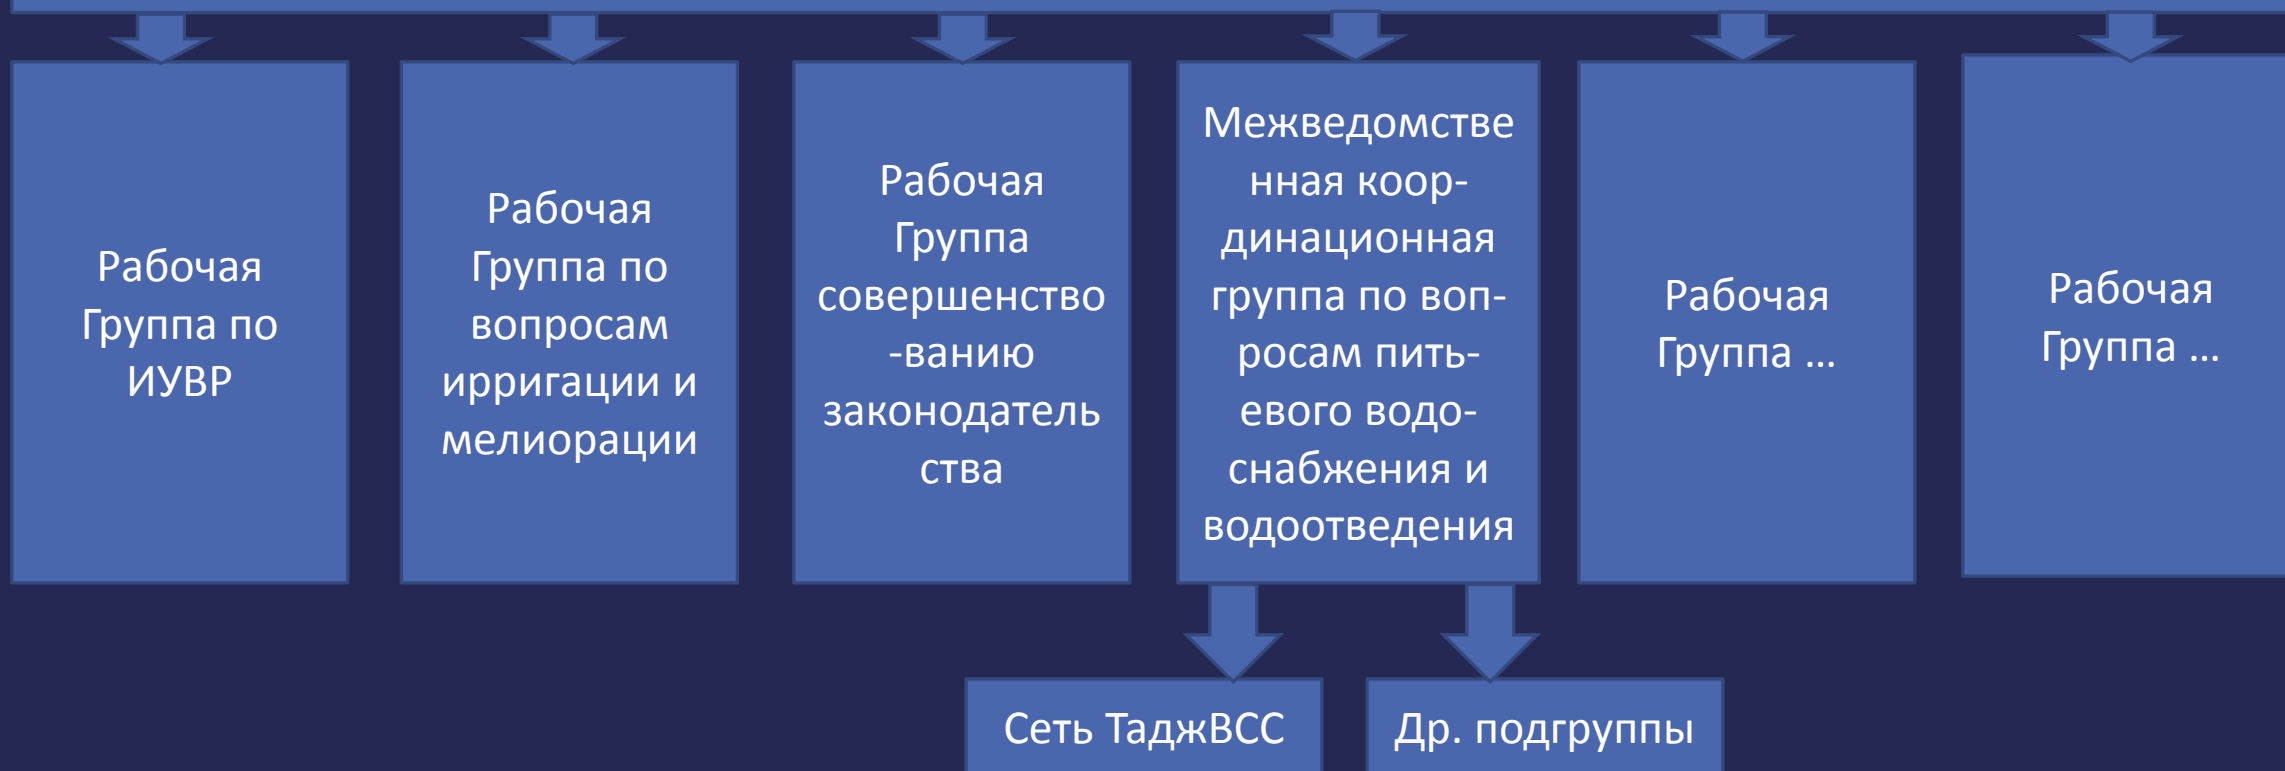 Рабочая
Группа по
ИУВР
Рабочая
Группа по
вопросам
ирригации и
мелиорации
Рабочая
Группа
совершенство
-ванию
законодатель
ства
Межведомстве
нная коор-
динационная
группа по воп-
росам пить-
евого водо-
снабжения и
водоотведения
Рабочая
Группа ...
Рабочая
Группа ...
Сеть ТаджВСС
Др. подгруппы